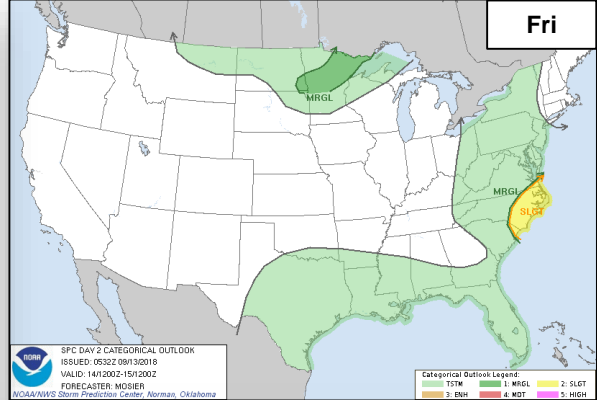 Fri
MRGL
MRGL
SLGT
NOAA
SPC DAY 2 CATEGORICAL OUTLOOK
ISSUED: 0532Z 09/13/2018
VALID: 14/1200Z-15/1200Z
FORECASTER: MOSIER
NOAA/NWS Storm Prediction Center, Norman, Oklahoma
Categorical Outlook Legend:
TSTM 1: MRGL 2: SLGT
3: ENH 4: MDT 5: HIGH